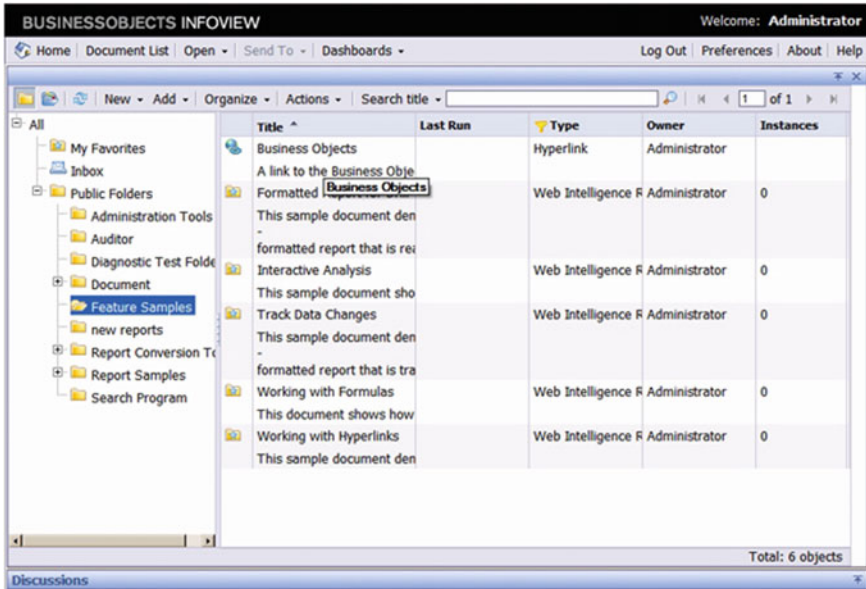 BUSINESSOBJECTS INFOVIEW
Welcome: Administrator
Home Document List Open Send To Dashboards
Log Out Preferences About Help
New Add Organize Actions Search title 1 of 1
All
My Favorites
Inbox
Public Folders
Administration Tools
Auditor
Diagnostic Test Folde
Document
Feature Samples
new reports
Report Conversion To
Report Samples
Search Program
Title Last Run Type Owner Instances
Business Objects Hyperlink Administrator
A link to the Business Obje
Business Objects
Formatted Web Intelligence R Administrator 0
This sample document den
-
formatted report that is rea
Interactive Analysis Web Intelligence R Administrator 0
This sample document sho
Track Data Changes Web Intelligence R Administrator 0
This sample document den
-
formatted report that is tra
Working with Formulas Web Intelligence R Administrator 0
This document shows how
Working with Hyperlinks Web Intelligence R Administrator 0
This sample document den
Total: 6 objects
Discussions